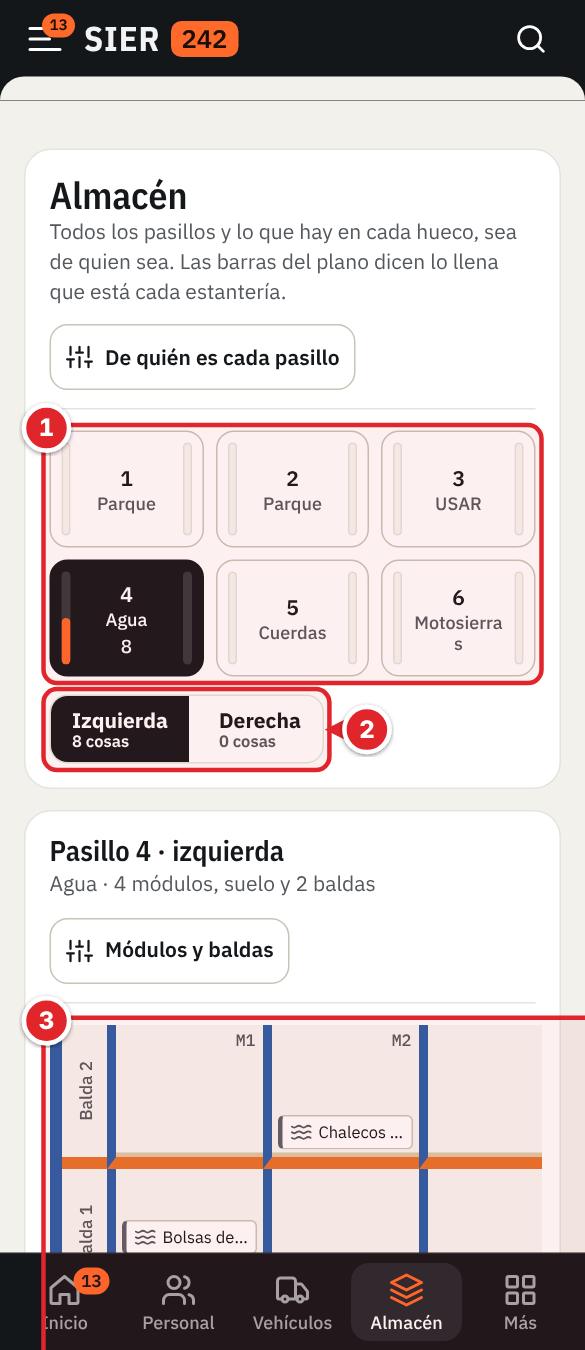 13
SIER 242
Almacén
Todos los pasillos y lo que hay en cada hueco, sea
de quien sea. Las barras del plano dicen lo llena
que está cada estantería.
De quién es cada pasillo
1
1
Parque
2
Parque
3
USAR
4
Agua
8
5
Cuerdas
6
Motosierra
s
Izquierda
8 cosas
Derecha
0 cosas
2
Pasillo 4 · izquierda
Agua · 4 módulos, suelo y 2 baldas
Módulos y baldas
3
M1
M2
Balda 2
Chalecos ...
alda 1
Bolsas de...
13
Inicio
Personal
Vehículos
Almacén
Más